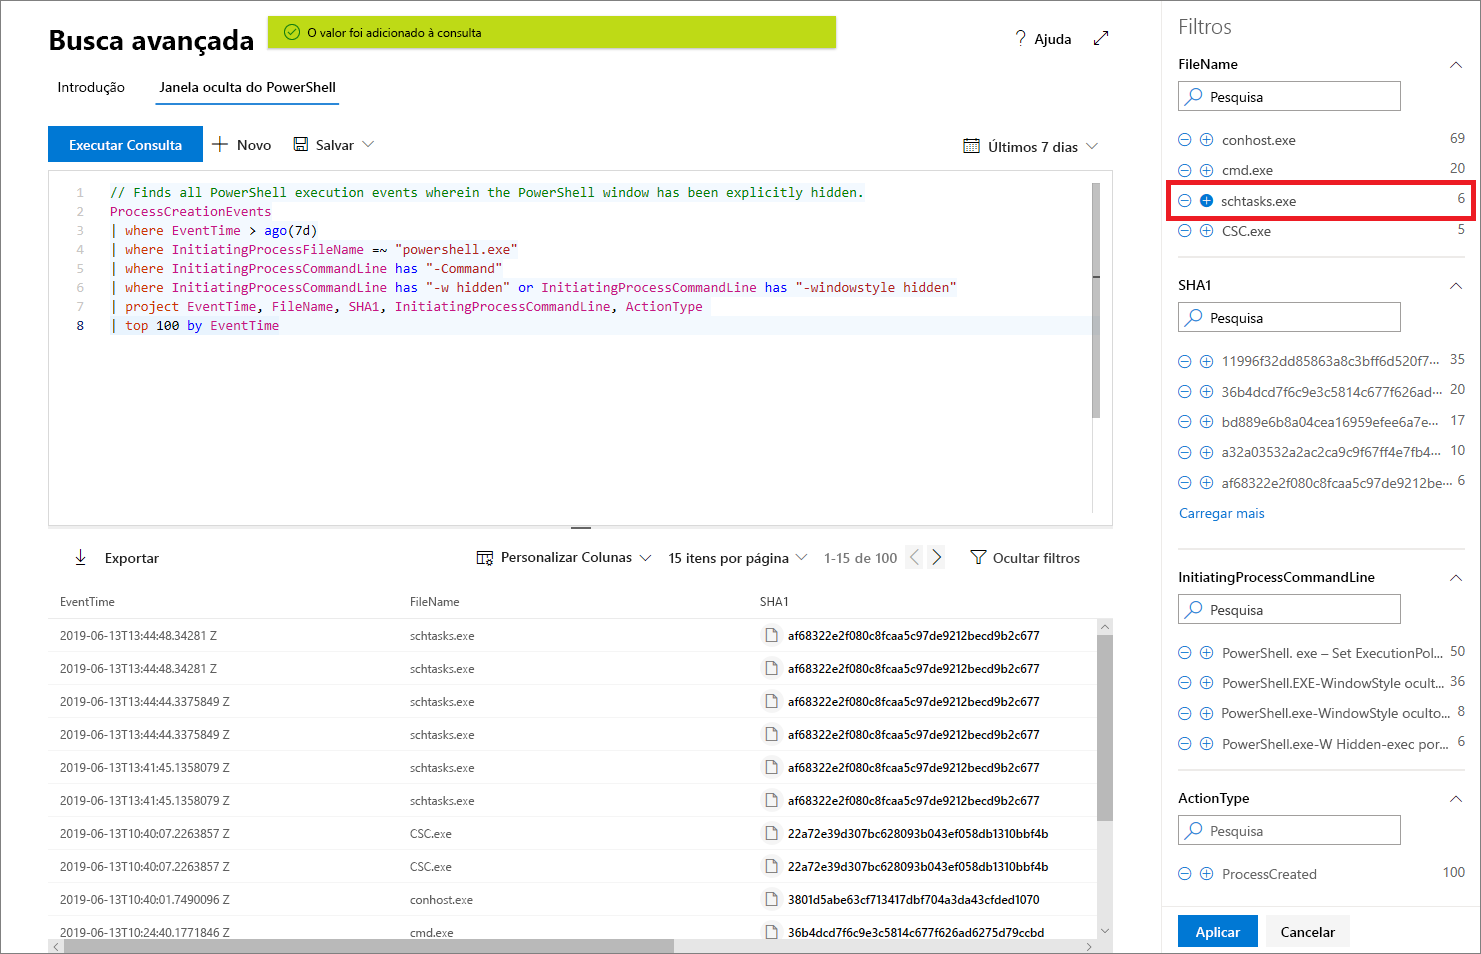 Busca avançada
O valor foi adicionado à consulta
? Ajuda
Introdução
Janela oculta do PowerShell
Executar Consulta
Novo
Salvar
Últimos 7 dias
1 // Finds all PowerShell execution events wherein the PowerShell window has been explicitly hidden.
2 ProcessCreationEvents
3 | where EventTime > ago(7d)
4 | where InitiatingProcessFileName =~ "powershell.exe"
5 | where InitiatingProcessCommandLine has "-Command"
6 | where InitiatingProcessCommandLine has "-w hidden" or InitiatingProcessCommandLine has "-windowstyle hidden"
7 | project EventTime, FileName, SHA1, InitiatingProcessCommandLine, ActionType
8 | top 100 by EventTime
Exportar
Personalizar Colunas
15 itens por página
1-15 de 100
Ocultar filtros
EventTime FileName SHA1
2019-06-13T13:44:48.34281 Z schtasks.exe af68322e2f080c8fcaa5c97de9212becd9b2c677
2019-06-13T13:44:48.34281 Z schtasks.exe af68322e2f080c8fcaa5c97de9212becd9b2c677
2019-06-13T13:44:44.3375849 Z schtasks.exe af68322e2f080c8fcaa5c97de9212becd9b2c677
2019-06-13T13:44:44.3375849 Z schtasks.exe af68322e2f080c8fcaa5c97de9212becd9b2c677
2019-06-13T13:41:45.1358079 Z schtasks.exe af68322e2f080c8fcaa5c97de9212becd9b2c677
2019-06-13T13:41:45.1358079 Z schtasks.exe af68322e2f080c8fcaa5c97de9212becd9b2c677
2019-06-13T10:40:07.2263857 Z CSC.exe 22a72e39d307bc628093b043ef058db1310bbf4b
2019-06-13T10:40:07.2263857 Z CSC.exe 22a72e39d307bc628093b043ef058db1310bbf4b
2019-06-13T10:40:01.7490096 Z conhost.exe 3801d5abe63cf713417dbf704a3da43cfded1070
2019-06-13T10:24:40.1771846 Z cmd.exe 36b4dcd7f6c9e3c5814c677f626ad6275d79ccbd
Filtros
FileName
Pesquisa
conhost.exe 69
cmd.exe 20
schtasks.exe 6
CSC.exe 5
SHA1
Pesquisa
11996f32dd85863a8c3bff6d520f7... 35
36b4dcd7f6c9e3c5814c677f626ad... 20
bd889e6b8a04cea16959efee6a7e... 17
a32a03532a2ac2ca9c9f67ff4e7fb4... 10
af68322e2f080c8fcaa5c97de9212be... 6
Carregar mais
InitiatingProcessCommandLine
Pesquisa
PowerShell. exe – Set ExecutionPol... 50
PowerShell.EXE-WindowStyle ocult... 36
PowerShell.exe-WindowStyle oculto... 8
PowerShell.exe-W Hidden-exec por... 6
ActionType
Pesquisa
ProcessCreated 100
Aplicar
Cancelar